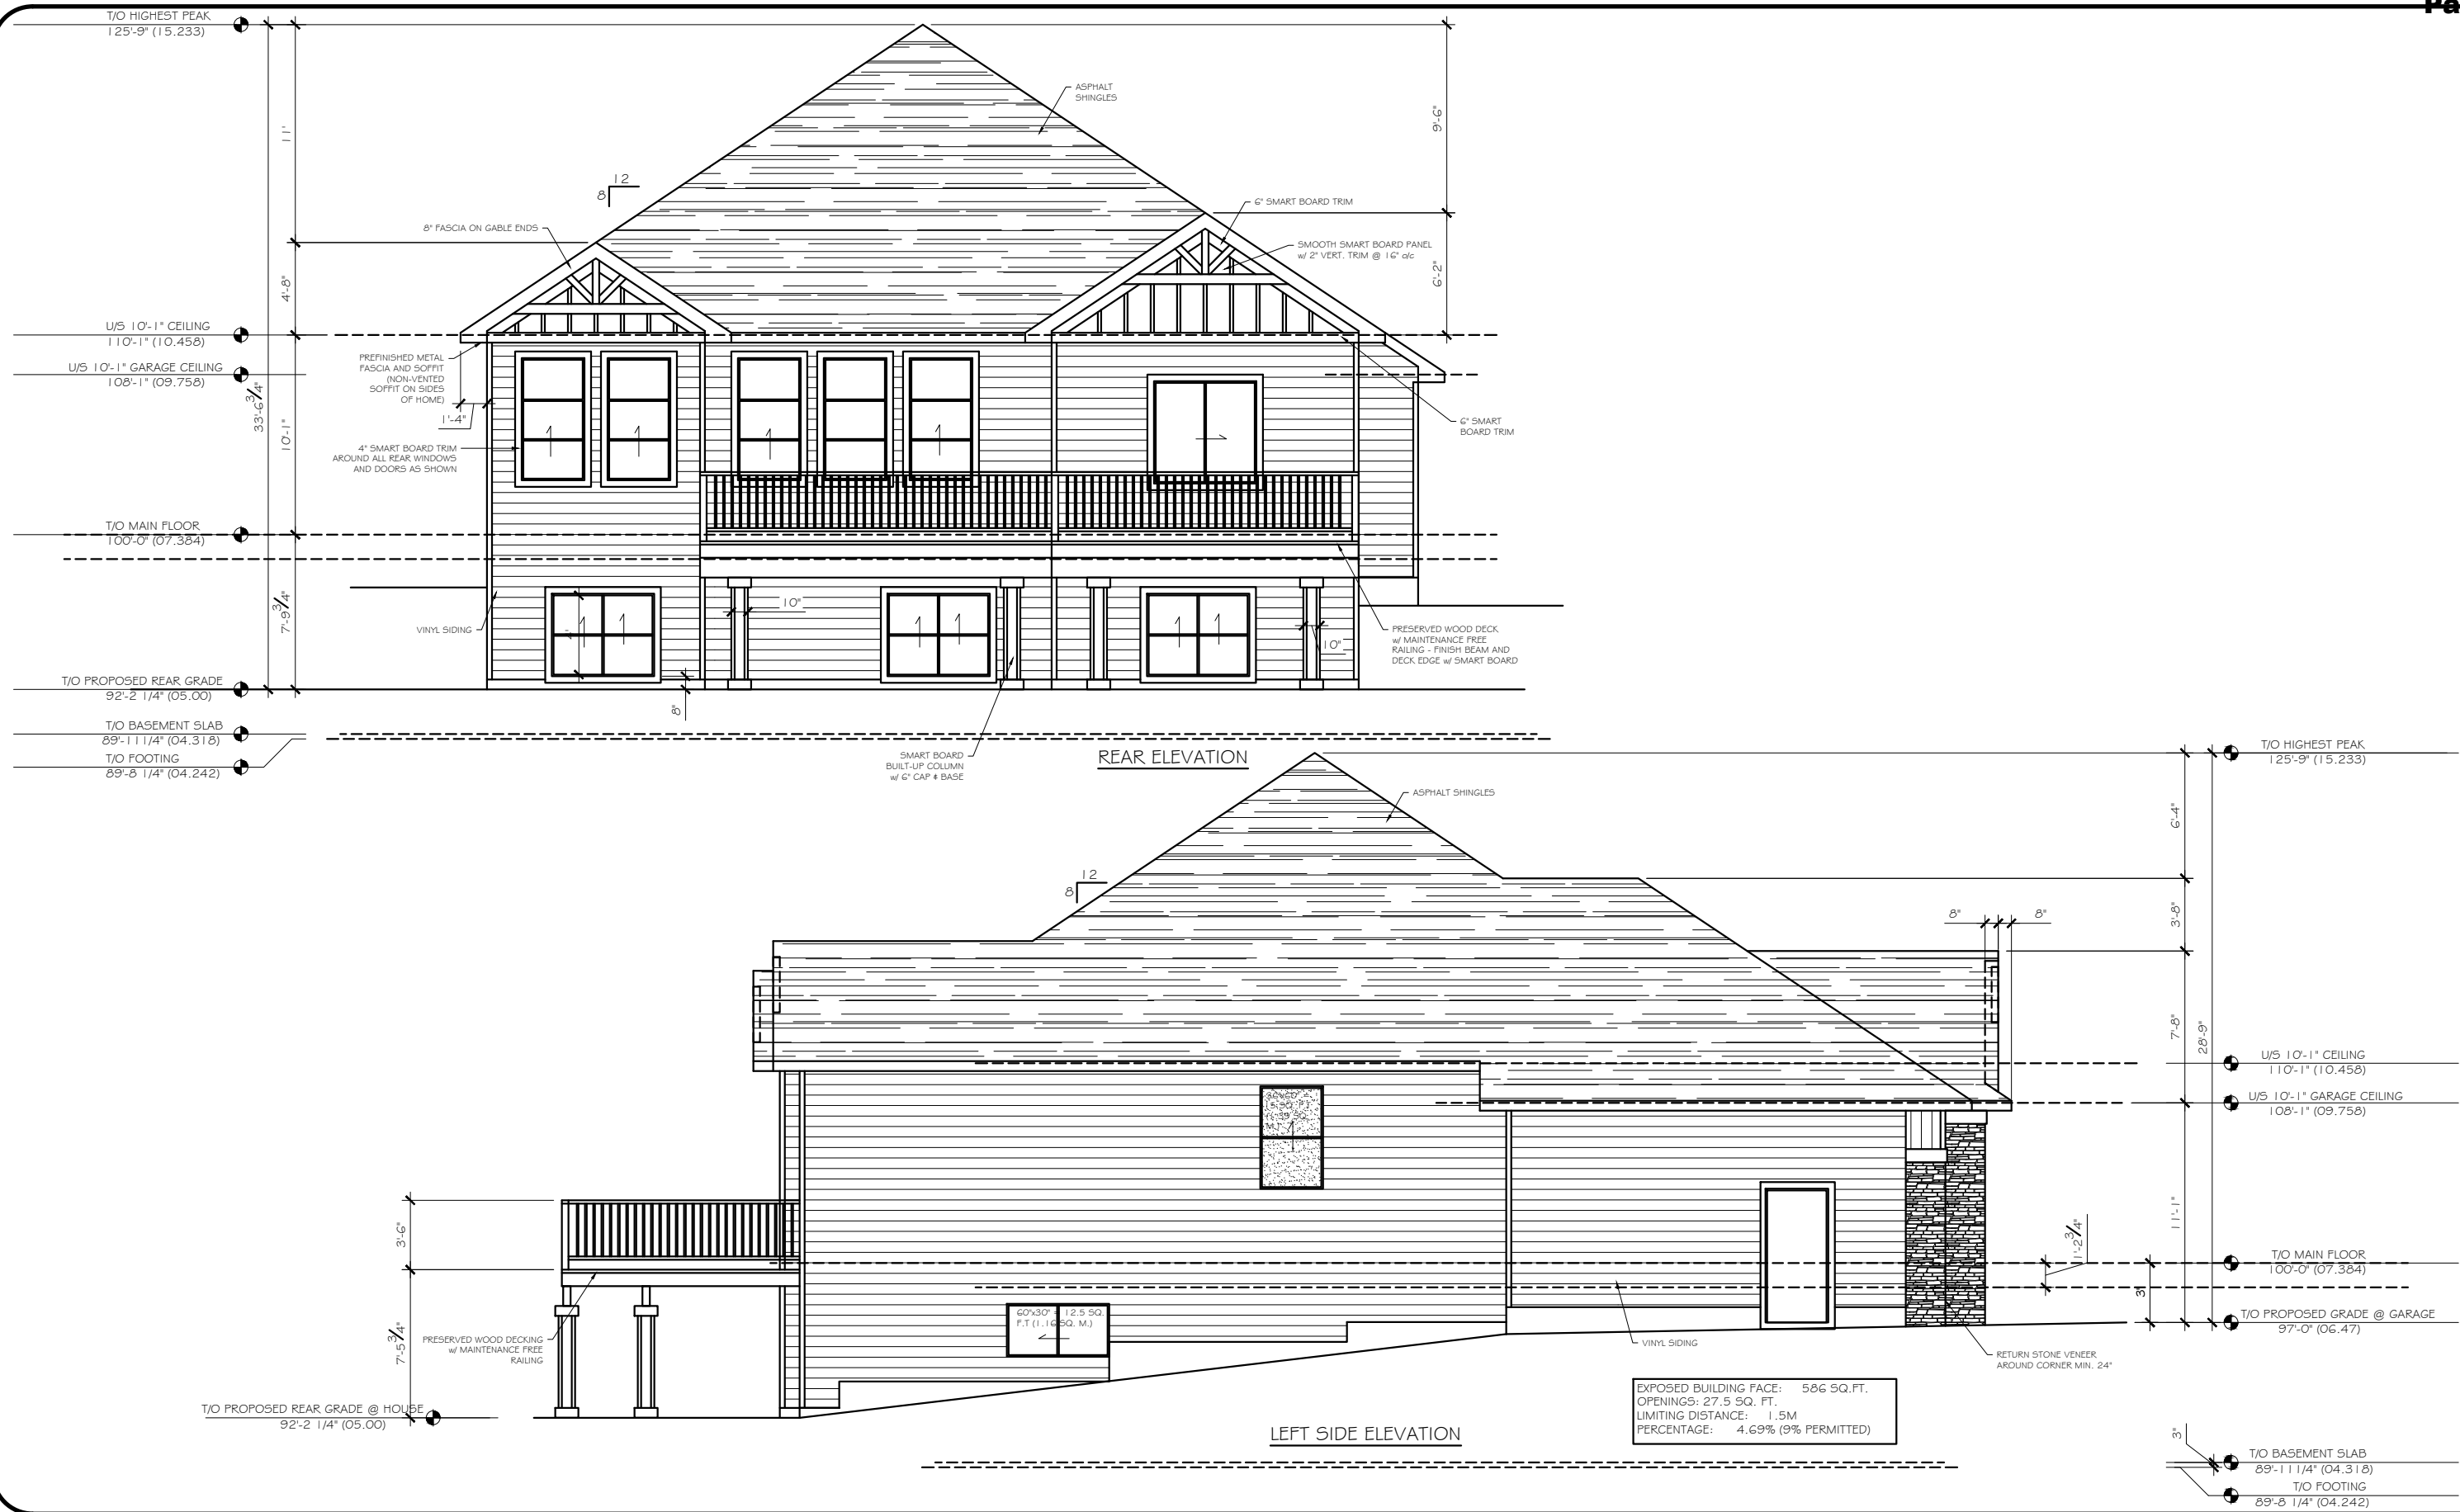 Pa
T/O HIGHEST PEAK
125'-9" (15.233)
11'
4'-8"
9'-6"
6'-2"
ASPHALT
SHINGLES
12
8
8" FASCIA ON GABLE ENDS
6" SMART BOARD TRIM
SMOOTH SMART BOARD PANEL
w/ 2" VERT. TRIM @ 16" o/c
U/S 10'-1" CEILING
110'-1" (10.458)
U/S 10'-1" GARAGE CEILING
108'-1" (09.758)
33'-6 3/4"
10'-1"
PREFINISHED METAL
FASCIA AND SOFFIT
(NON-VENTED
SOFFIT ON SIDES
OF HOME)
1'-4"
4" SMART BOARD TRIM
AROUND ALL REAR WINDOWS
AND DOORS AS SHOWN
6" SMART
BOARD TRIM
T/O MAIN FLOOR
100'-0" (07.384)
7'-9 3/4"
VINYL SIDING
4'
10"
10"
PRESERVED WOOD DECK
w/ MAINTENANCE FREE
RAILING - FINISH BEAM AND
DECK EDGE w/ SMART BOARD
T/O PROPOSED REAR GRADE
92'-2 1/4" (05.00)
8"
T/O BASEMENT SLAB
89'-11 1/4" (04.318)
T/O FOOTING
89'-8 1/4" (04.242)
SMART BOARD
BUILT-UP COLUMN
w/ 6" CAP & BASE
REAR ELEVATION
T/O HIGHEST PEAK
125'-9" (15.233)
ASPHALT SHINGLES
6'-4"
12
8
3'-8"
8"
8"
7'-8"
28'-9"
U/S 10'-1" CEILING
110'-1" (10.458)
U/S 10'-1" GARAGE CEILING
108'-1" (09.758)
3'-6"
7'-5 3/4"
11'-1"
1'-2 3/4"
3'
T/O MAIN FLOOR
100'-0" (07.384)
T/O PROPOSED GRADE @ GARAGE
97'-0" (06.47)
60"x30" = 12.5 SQ.
F.T (1.16 SQ. M.)
PRESERVED WOOD DECKING
w/ MAINTENANCE FREE
RAILING
VINYL SIDING
RETURN STONE VENEER
AROUND CORNER MIN. 24"
T/O PROPOSED REAR GRADE @ HOUSE
92'-2 1/4" (05.00)
EXPOSED BUILDING FACE: 586 SQ.FT.
OPENINGS: 27.5 SQ. FT.
LIMITING DISTANCE: 1.5M
PERCENTAGE: 4.69% (9% PERMITTED)
LEFT SIDE ELEVATION
3"
T/O BASEMENT SLAB
89'-11 1/4" (04.318)
T/O FOOTING
89'-8 1/4" (04.242)